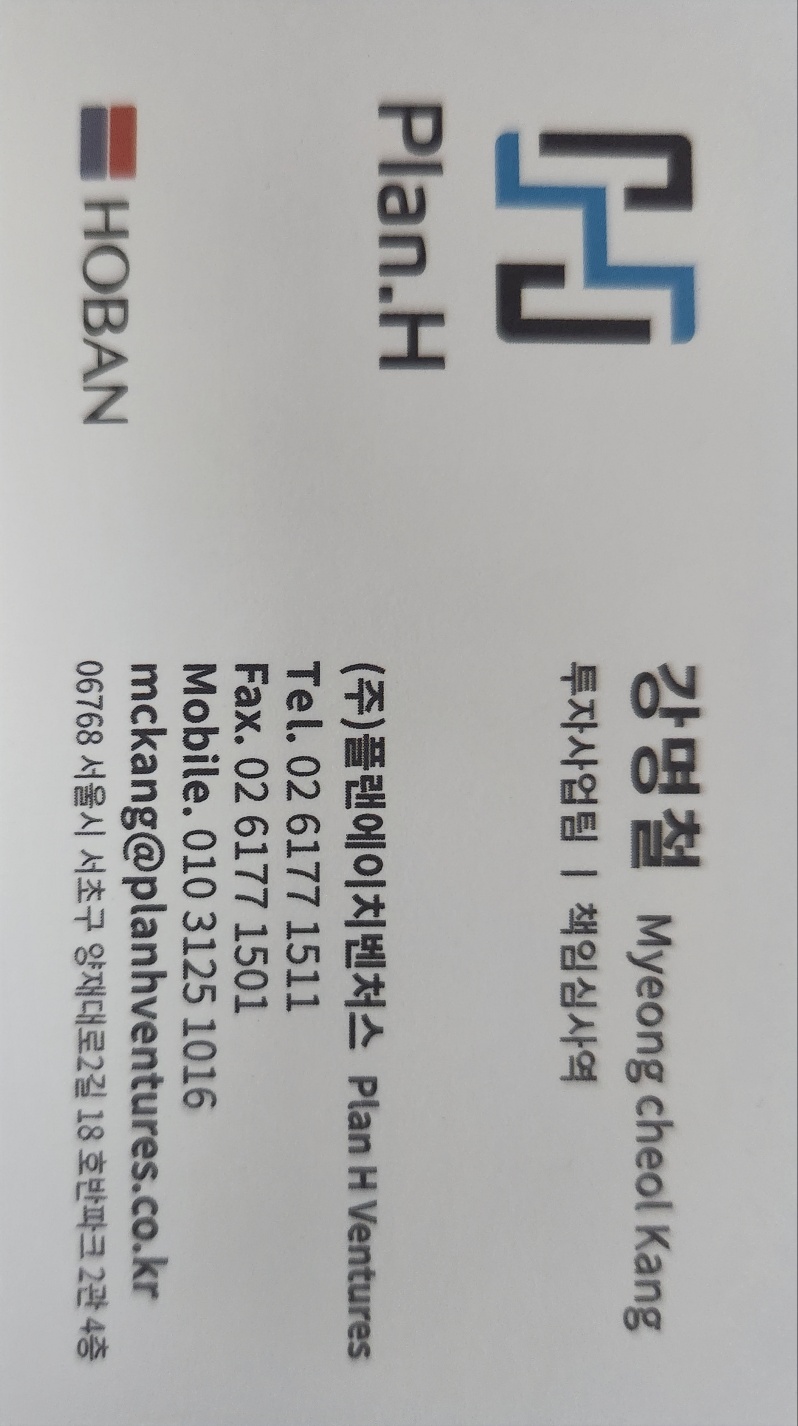 Plan.H
HOBAN
강명철 Myeong cheol Kang
투자사업팀 | 책임심사역
(주)플랜에이치벤처스 Plan H Ventures
Tel. 02 6177 1511
Fax. 02 6177 1501
Mobile. 010 3125 1016
mckang@planhventures.co.kr
06768 서울시 서초구 양재대로2길 18 호반파크 2관 4층